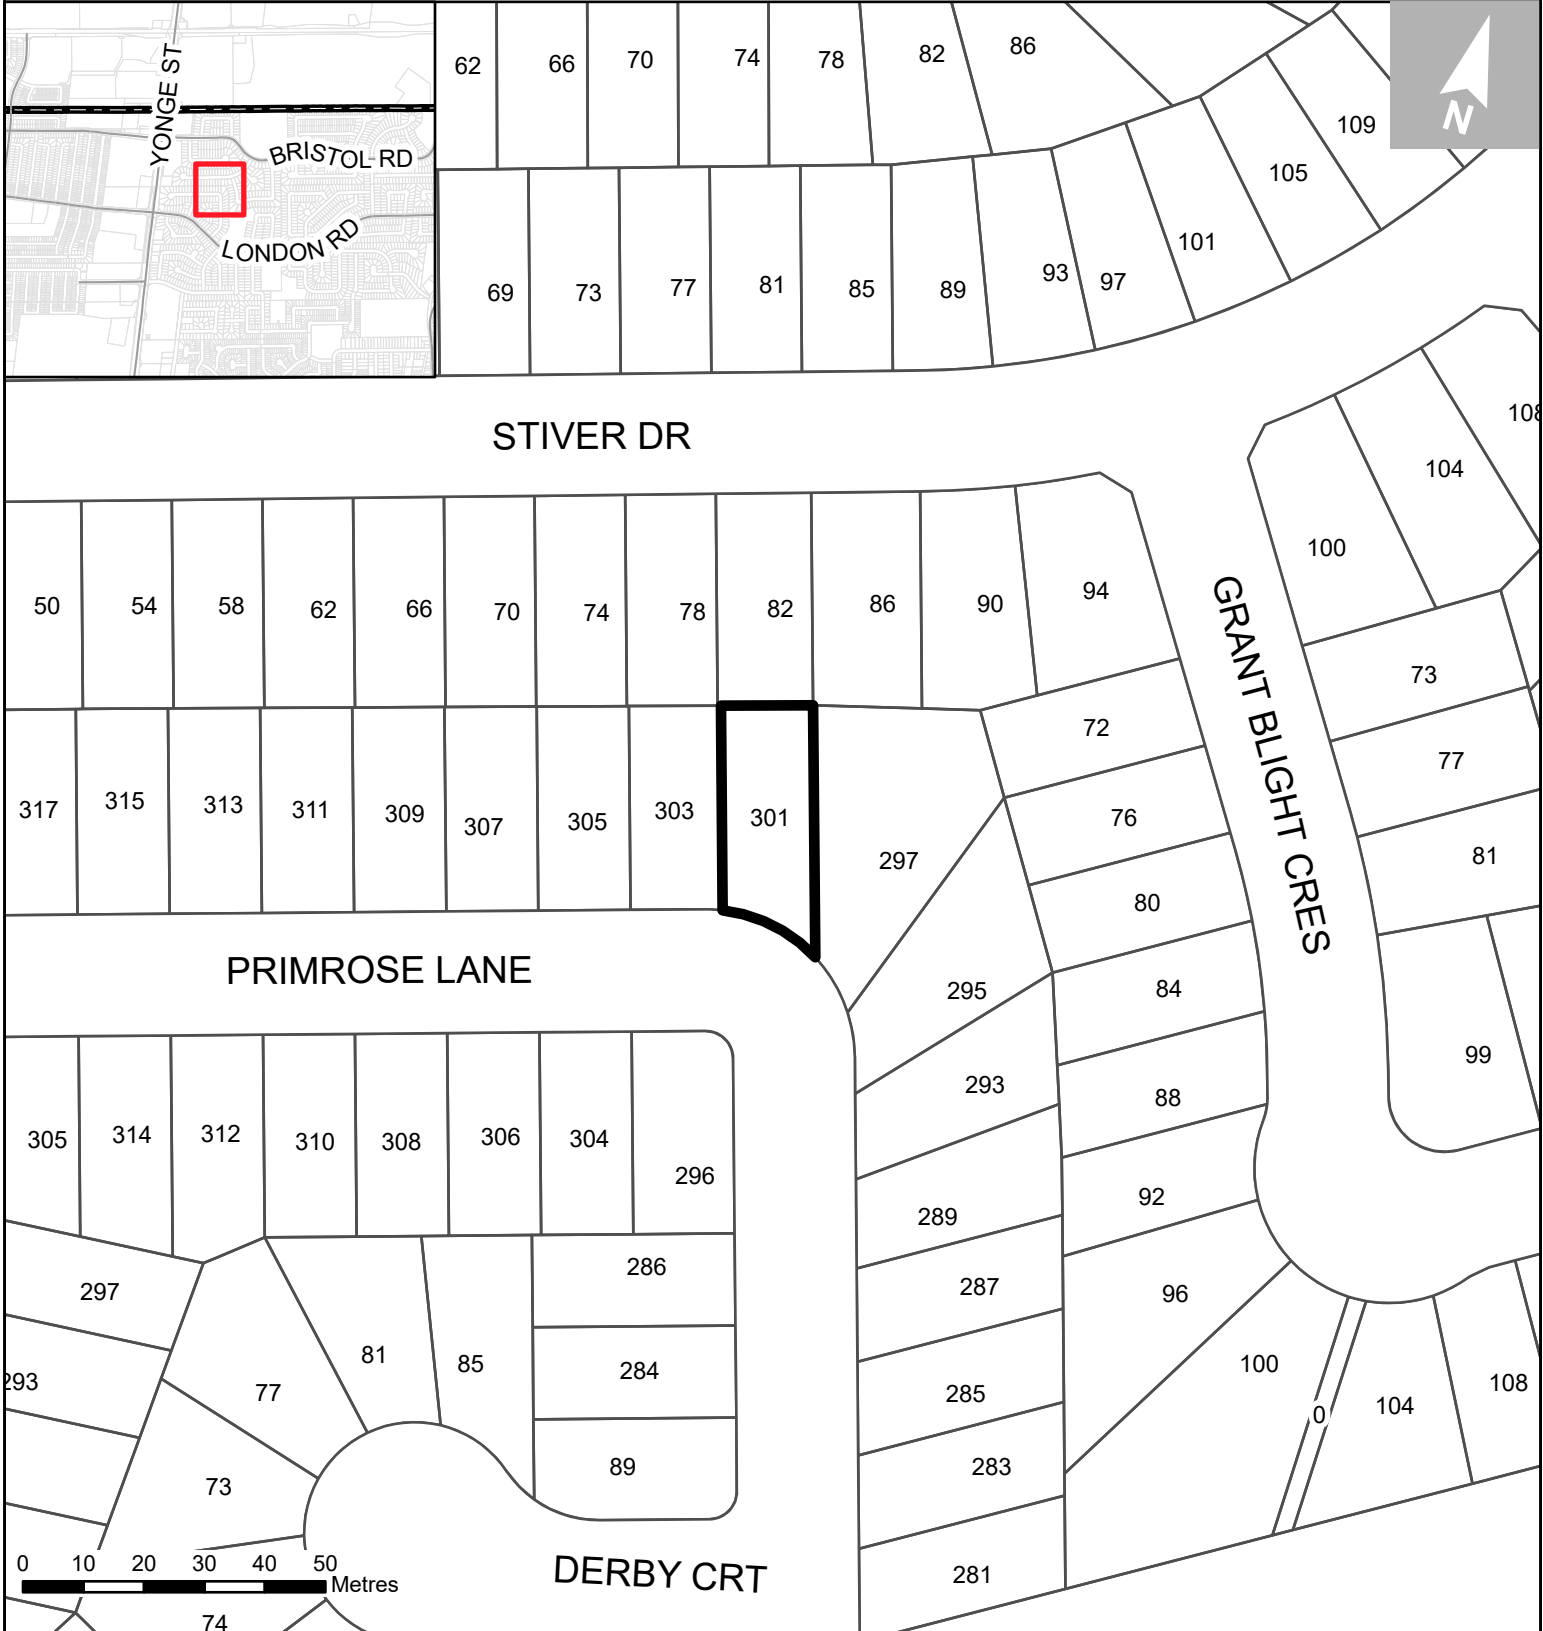 YONGE ST
BRISTOL RD
LONDON RD
N
62 66 70 74 78 82 86
109
105
101
69 73 77 81 85 89 93 97
STIVER DR
108
104
100
50 54 58 62 66 70 74 78 82 86 90 94
GRANT BLIGHT CRES
73
72
77
317 315 313 311 309 307 305 303 301
76
81
297
80
PRIMROSE LANE
295
84
99
293
88
305 314 312 310 308 306 304
296
92
289
286
297
287
96
81 85
284
100
293
77
285
104
108
0
89
73
283
0 10 20 30 40 50
Metres
DERBY CRT
281
74